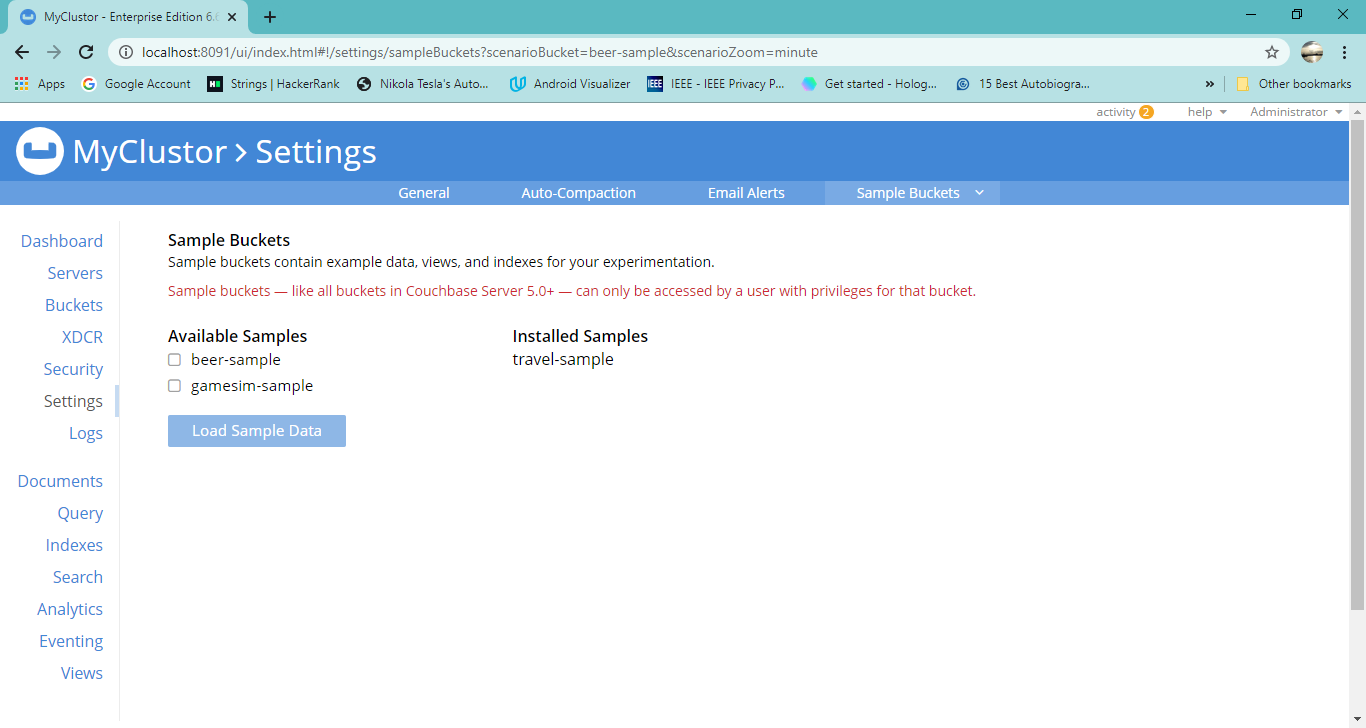 MyClustor - Enterprise Edition 6.
localhost:8091/ui/index.html#!/settings/sampleBuckets?scenarioBucket=beer-sample&scenarioZoom=minute
Apps Google Account Strings | HackerRank Nikola Tesla's Auto... Android Visualizer IEEE - IEEE Privacy P... Get started - Holog... 15 Best Autobiogra... » Other bookmarks
activity 2 help Administrator
MyClustor > Settings
General Auto-Compaction Email Alerts Sample Buckets
Dashboard
Servers
Buckets
XDCR
Security
Settings
Logs
Documents
Query
Indexes
Search
Analytics
Eventing
Views
Sample Buckets
Sample buckets contain example data, views, and indexes for your experimentation.
Sample buckets — like all buckets in Couchbase Server 5.0+ — can only be accessed by a user with privileges for that bucket.
Available Samples
beer-sample
gamesim-sample
Load Sample Data
Installed Samples
travel-sample